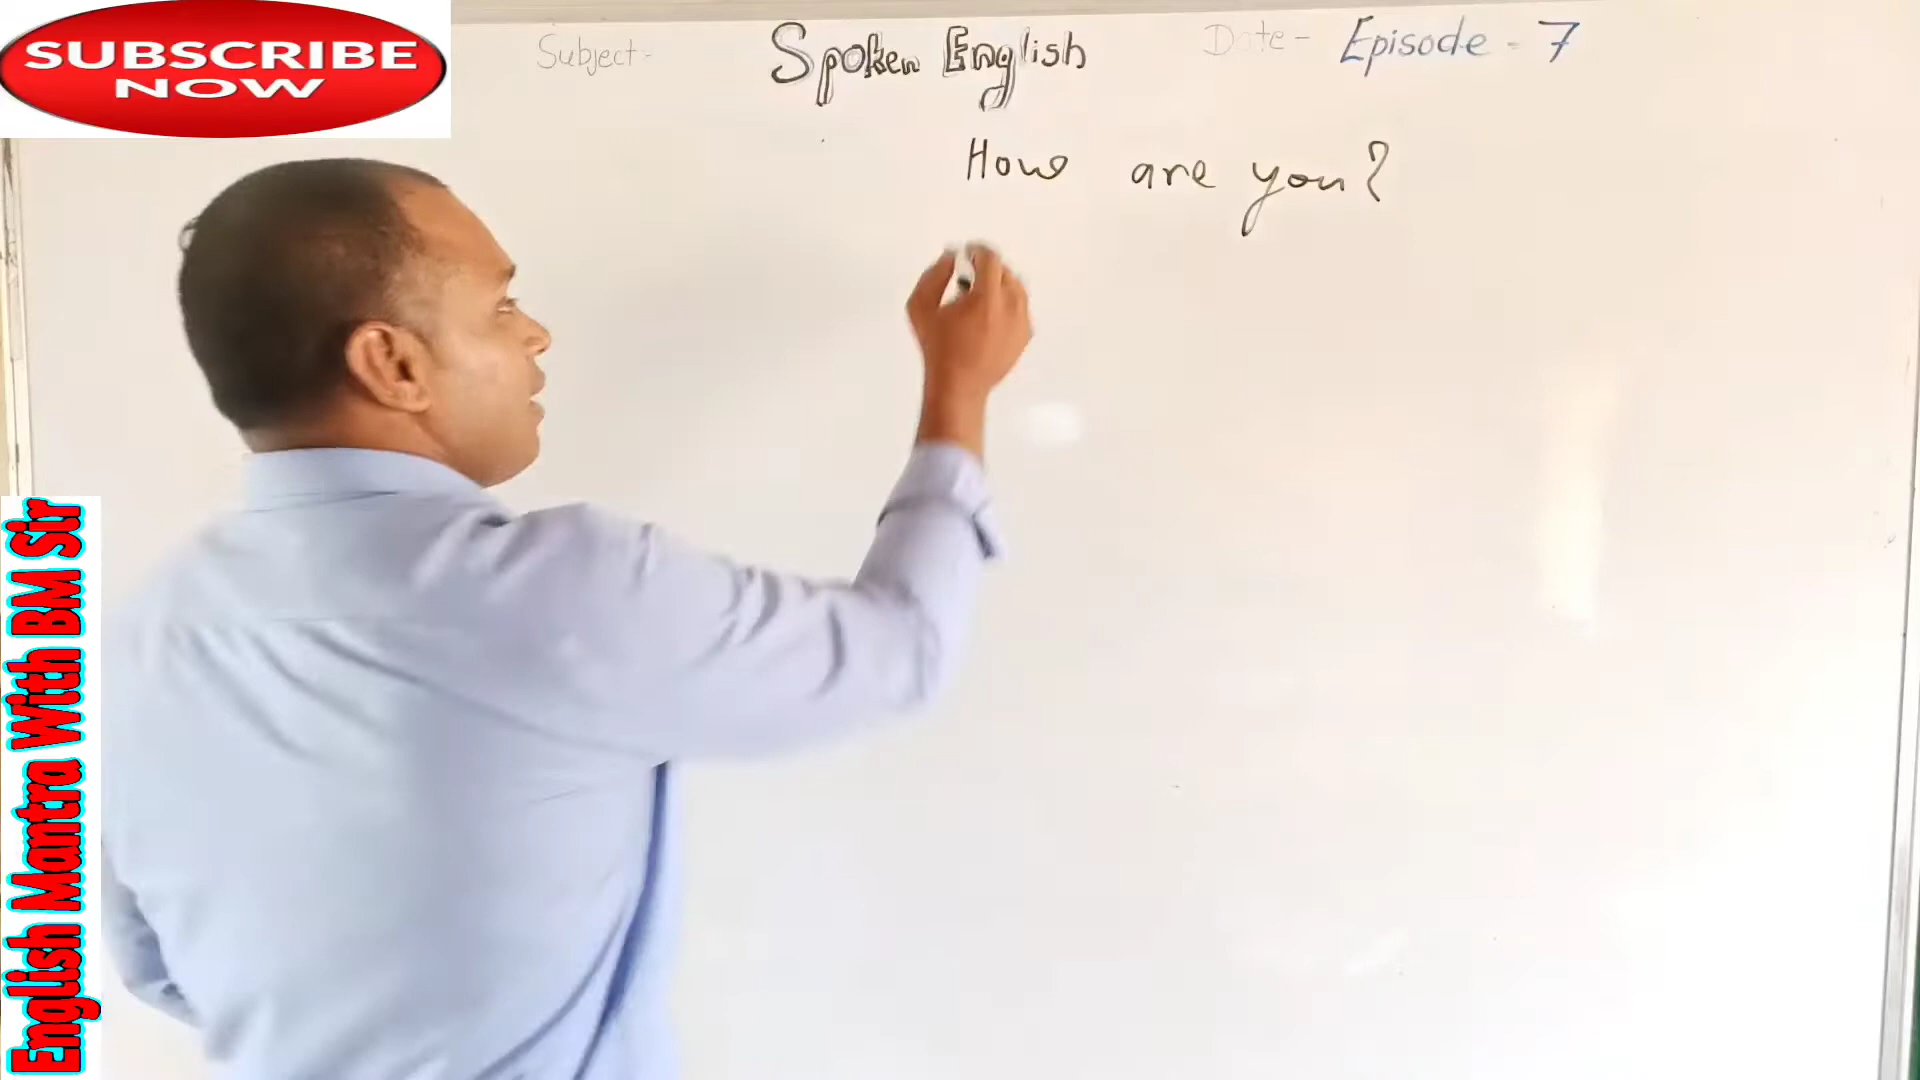 SUBSCRIBE
NOW
Subject:-
Spoken English
Date - Episode - 7
How are you?
English Mantra With BM Sir